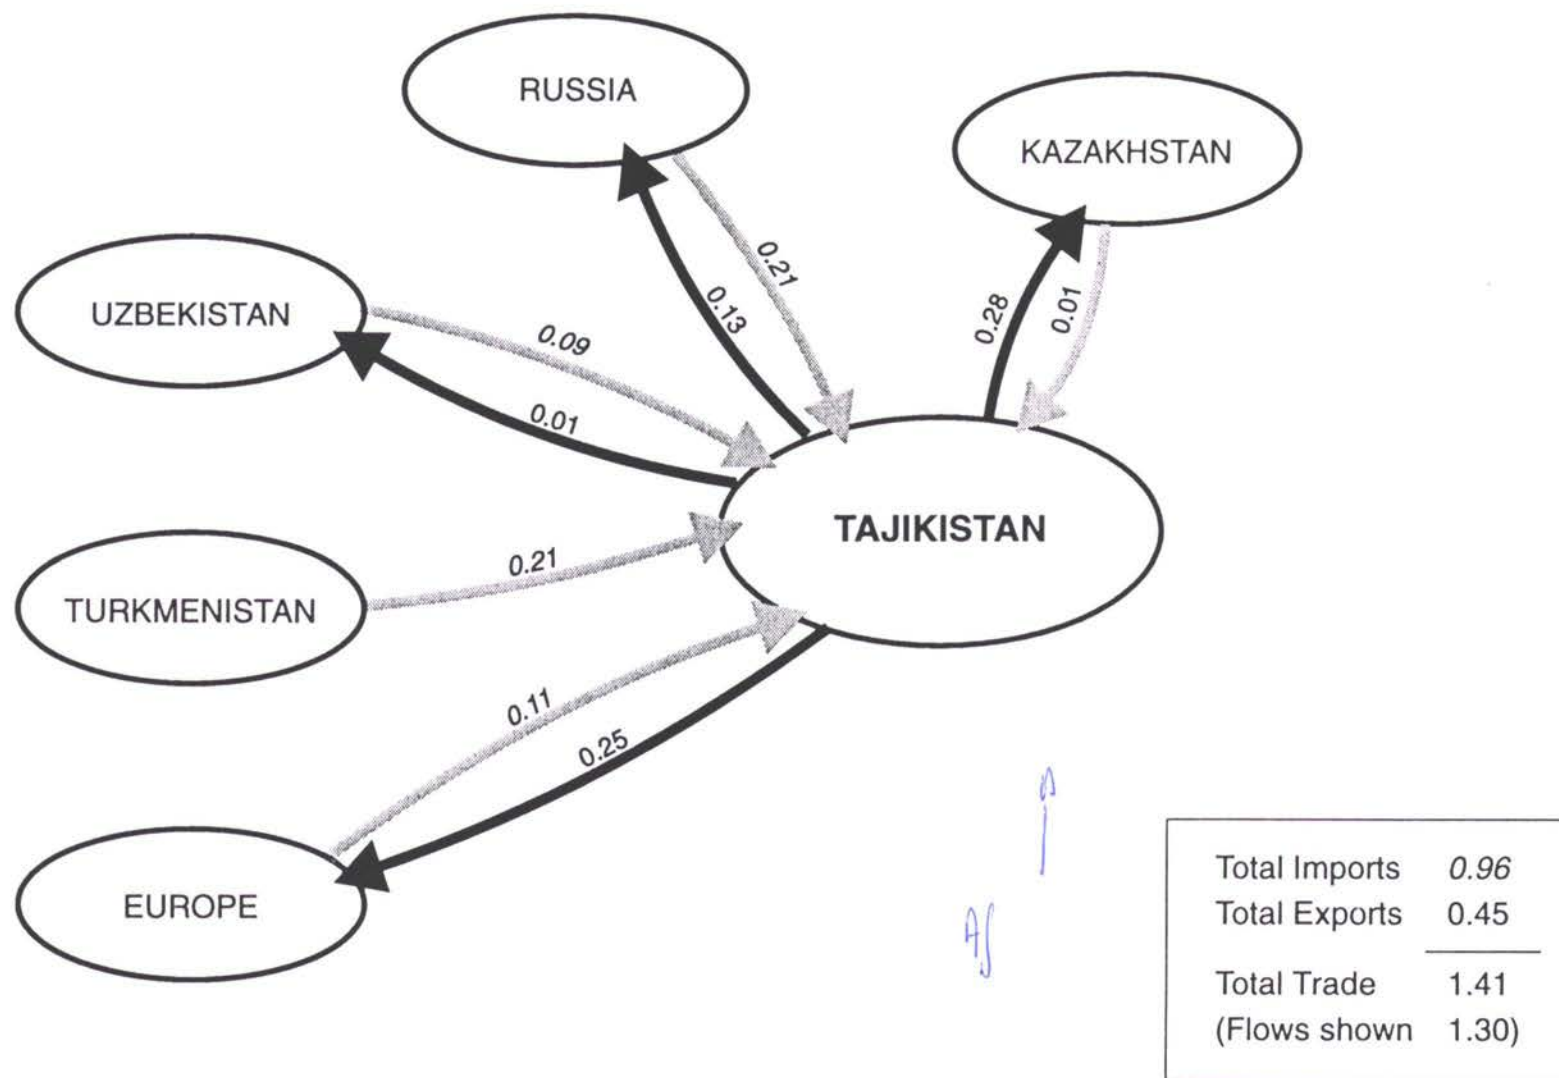 RUSSIA
KAZAKHSTAN
UZBEKISTAN
0.21
0.13
0.28
0.01
0.09
0.01
TAJIKISTAN
0.21
TURKMENISTAN
0.11
0.25
EUROPE
Total Imports 0.96
Total Exports 0.45
Total Trade 1.41
(Flows shown 1.30)